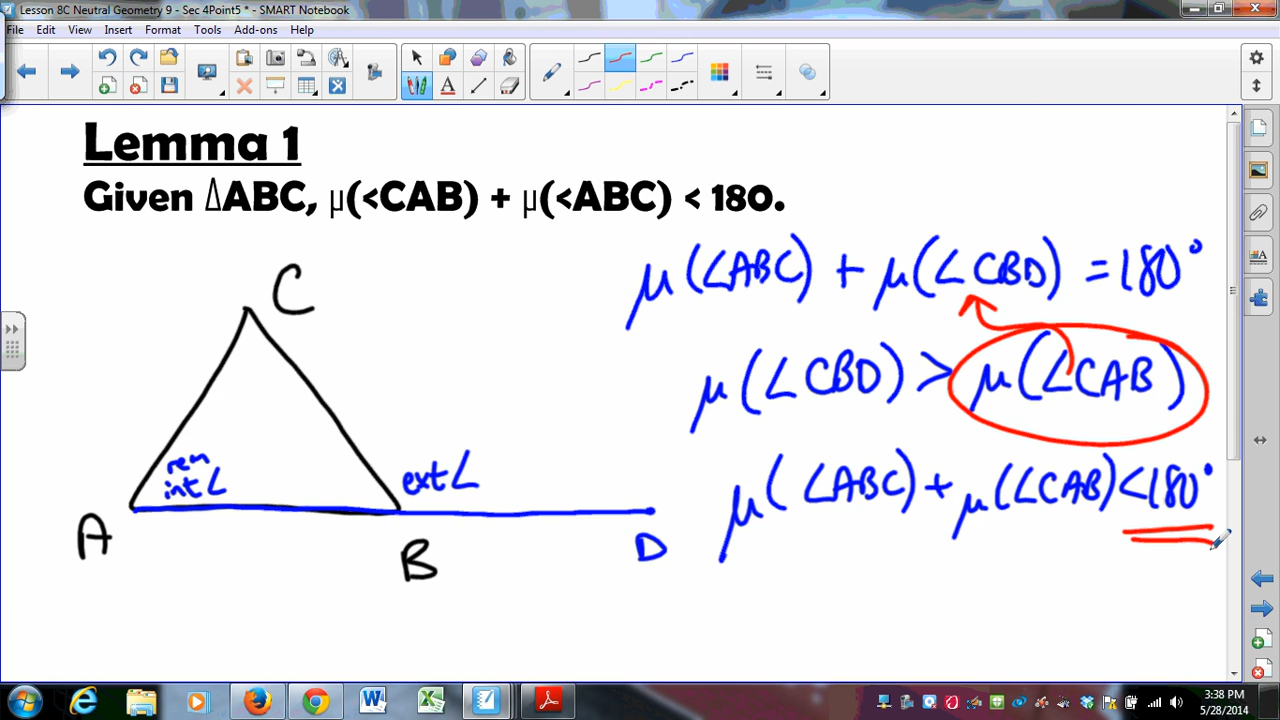 Lesson 8C Neutral Geometry 9 - Sec 4Point5 * - SMART Notebook
File Edit View Insert Format Tools Add-ons Help
Lemma 1
Given ΔABC, μ(<CAB) + μ(<ABC) < 180.
C
μ(∠ABC) + μ(∠CBD) = 180°
μ(∠CBD) > μ(∠CAB)
rem
int∠
ext∠
μ(∠ABC) + μ(∠CAB) < 180°
A
B
D
3:38 PM
5/28/2014